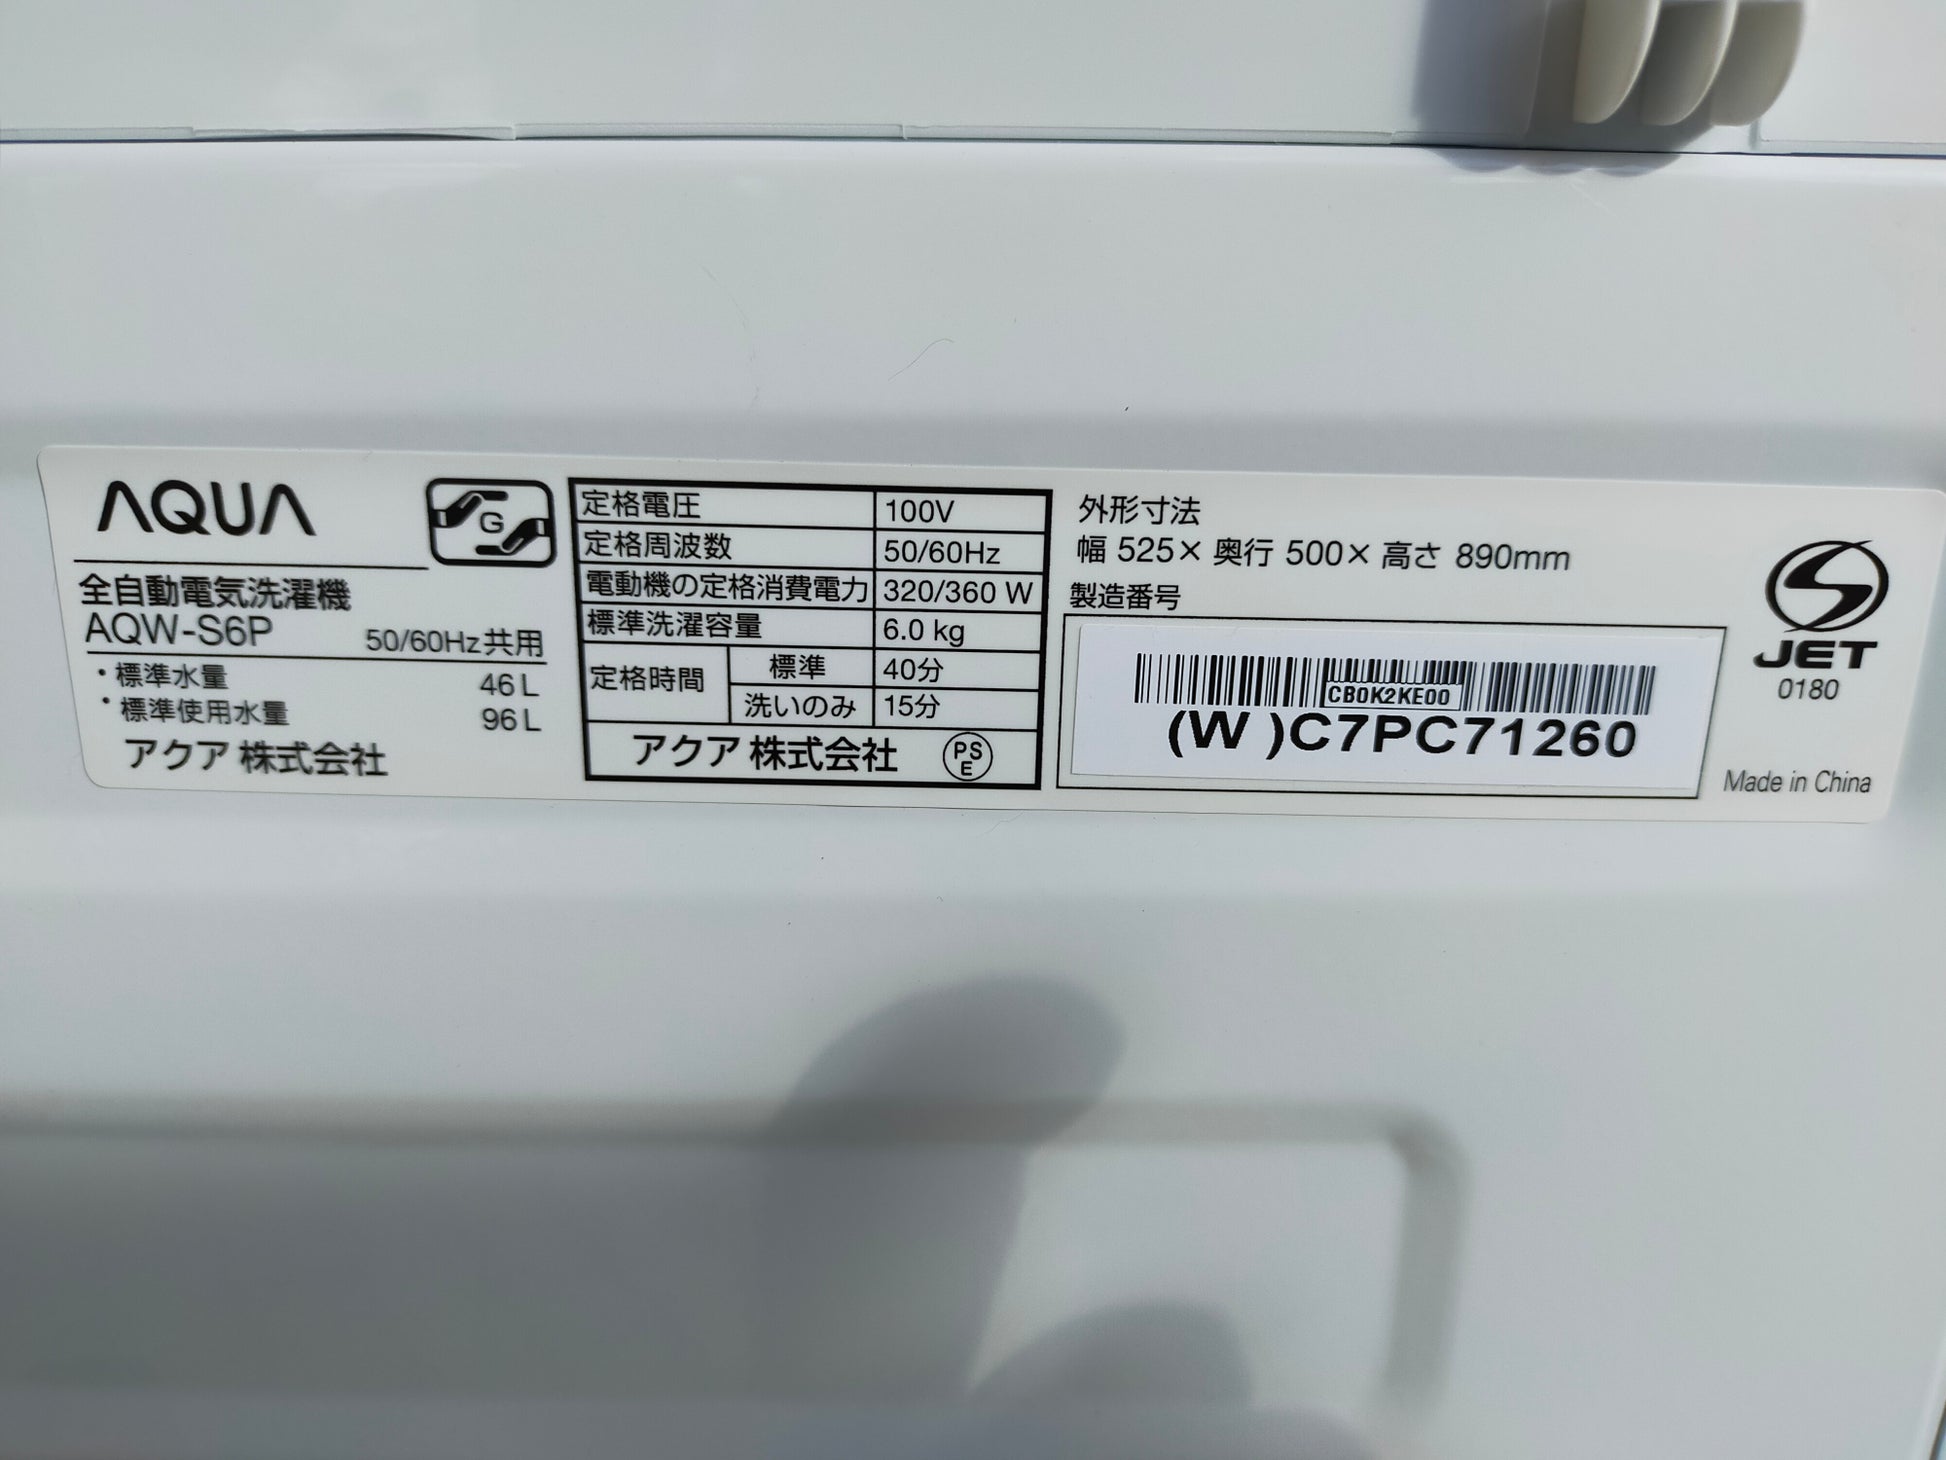 AQUA
G
全自動電気洗濯機
AQW-S6P 50/60Hz共用
・標準水量 46L
・標準使用水量 96L
アクア 株式会社
定格電圧 100V
定格周波数 50/60Hz
電動機の定格消費電力 320/360 W
標準洗濯容量 6.0 kg
定格時間 標準 40分
洗いのみ 15分
アクア 株式会社 PSE
外形寸法
幅 525× 奥行 500× 高さ 890mm
製造番号
CB0K2KE00
(W )C7PC71260
JET
0180
Made in China